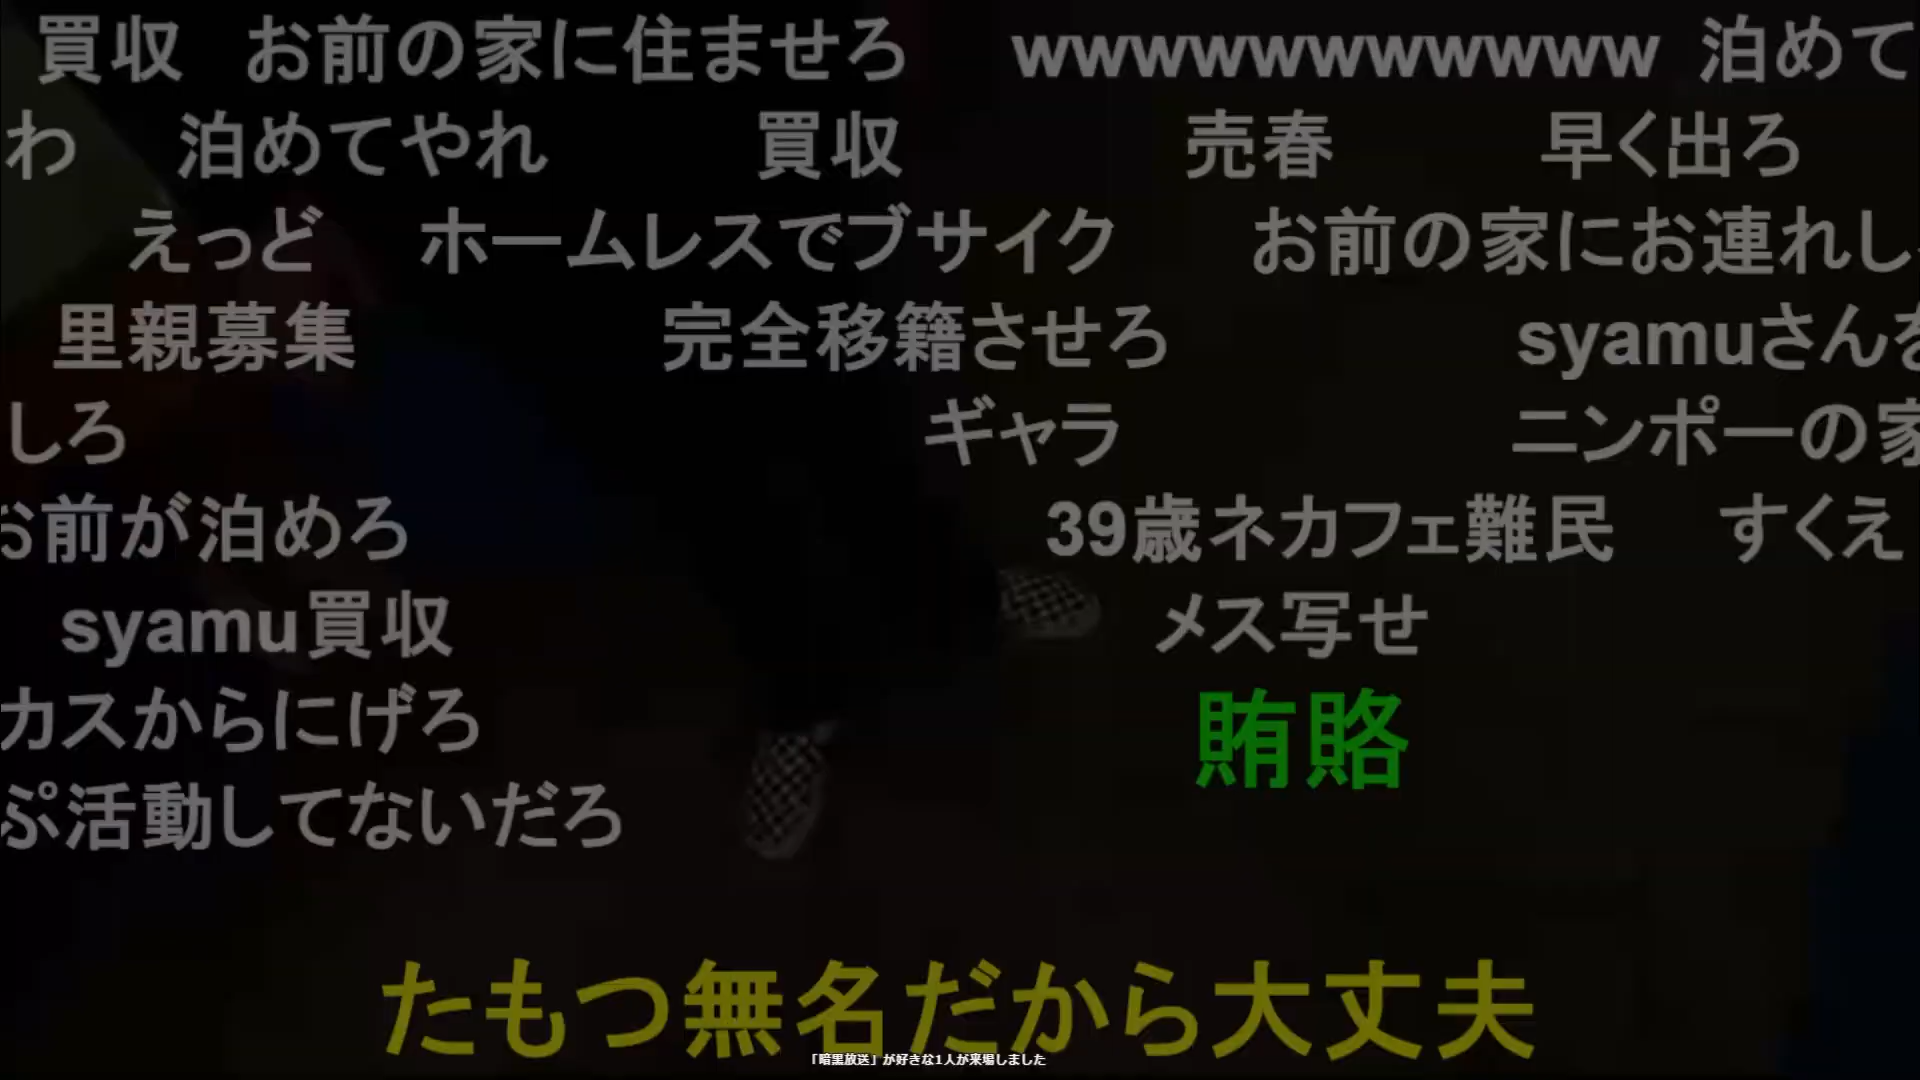 買収 お前の家に住ませろ wwwwwwwwwww 泊めて
わ 泊めてやれ 買収 売春 早く出ろ
えっど ホームレスでブサイク お前の家にお連れし
里親募集 完全移籍させろ syamuさんを
しろ ギャラ ニンポーの家
お前が泊めろ 39歳ネカフェ難民 すくえ
syamu買収 メス写せ
カスからにげろ 賄賂
ぷ活動してないだろ
たもつ無名だから大丈夫
「暗黒放送」が好きな1人が来場しました